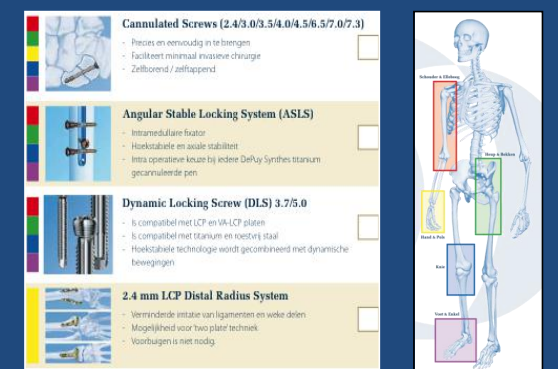 Cannulated Screws (2.4/3.0/3.5/4.0/4.5/6.5/7.0/7.3)
- Precies en eenvoudig in te brengen
- Faciliteert minimaal invasieve chirurgie
- Zelfborend / zelftappend
Angular Stable Locking System (ASLS)
- Intramedullaire fixator
- Hoekstabiele en axiale stabiliteit
- Intra operatieve keuze bij iedere DePuy Synthes titanium
gecannuleerde pen
Dynamic Locking Screw (DLS) 3.7/5.0
- Is compatibel met LCP en VA-LCP platen
- Is compatibel met titanium en roestvrij staal
- Hoekstabiele technologie wordt gecombineerd met dynamische
bewegingen
2.4 mm LCP Distal Radius System
- Verminderde irritatie van ligamenten en weke delen
- Mogelijkheid voor 'two plate' techniek
- Voorbuigen is niet nodig.
Schouder & Elleboog
Heup & Bekken
Hand & Pols
Knie
Voet & Enkel